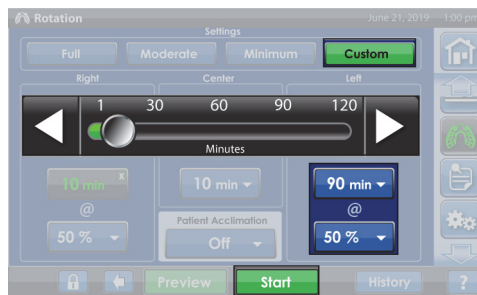 Rotation June 21, 2019 1:00 pm
Settings
Full Moderate Minimum Custom
Right Center Left
1 30 60 90 120
Minutes
10 min x 10 min 90 min
@ @
50 % Patient Acclimation 50 %
Off
Preview Start History ?